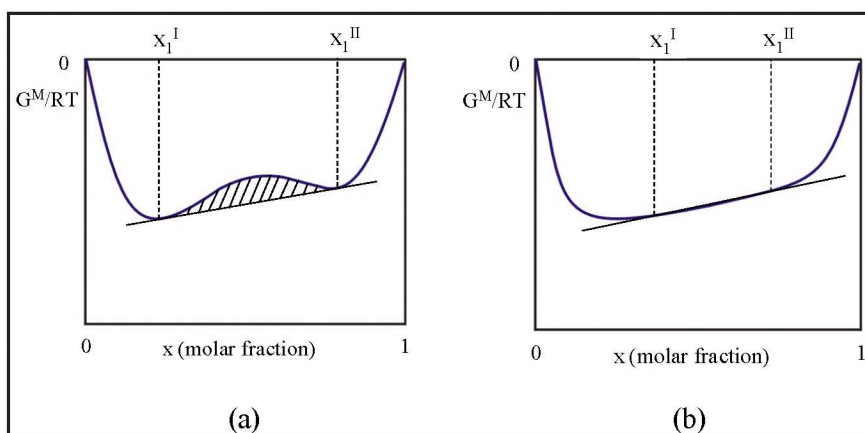 x₁ᴵ x₁ᴵᴵ
0
Gᴹ/RT
0 x (molar fraction) 1
(a)
x₁ᴵ x₁ᴵᴵ
0
Gᴹ/RT
0 x (molar fraction) 1
(b)